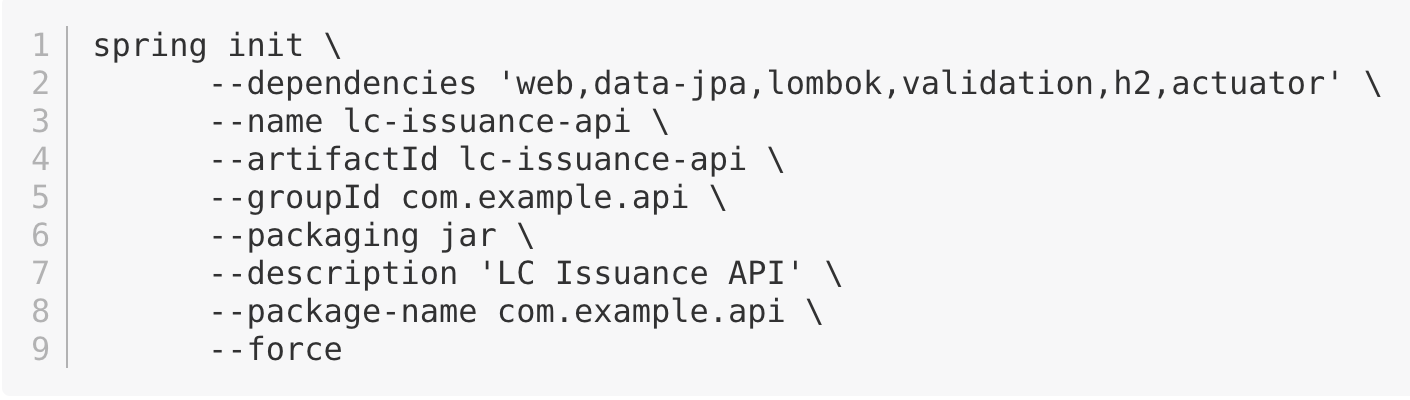 1 spring init \
2 --dependencies 'web,data-jpa,lombok,validation,h2,actuator' \
3 --name lc-issuance-api \
4 --artifactId lc-issuance-api \
5 --groupId com.example.api \
6 --packaging jar \
7 --description 'LC Issuance API' \
8 --package-name com.example.api \
9 --force